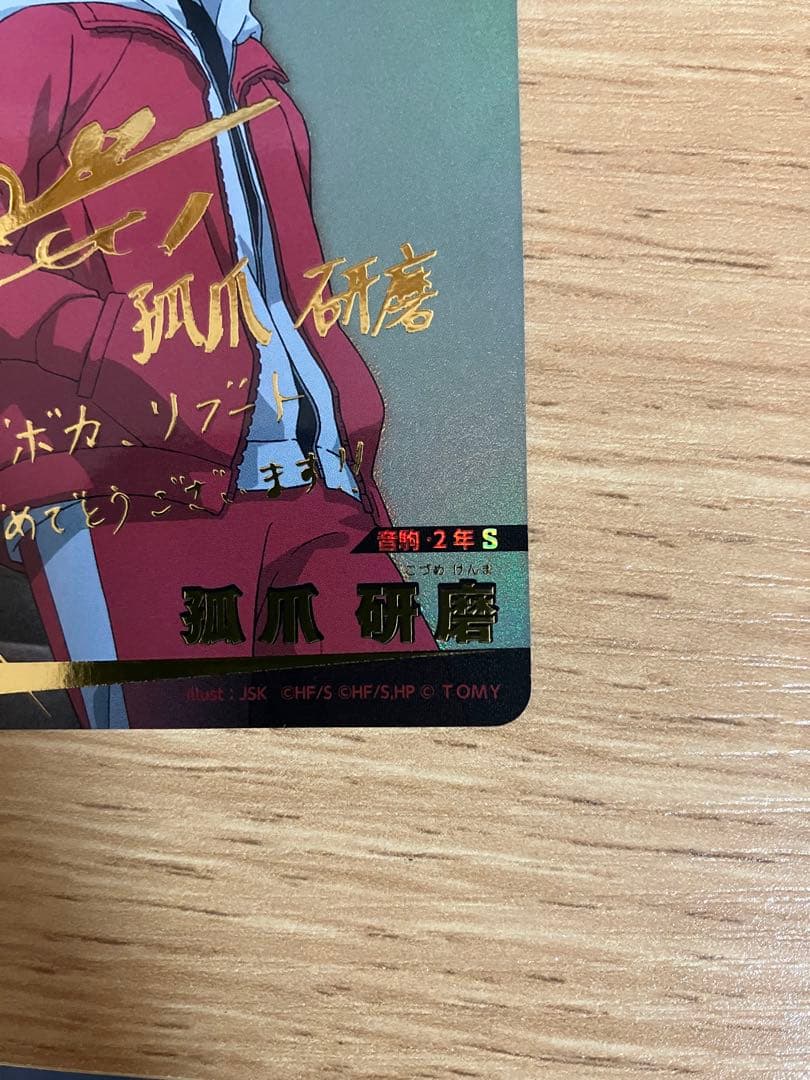 孤爪 研磨
ボカ、リブート
めでとうございます!!
音駒・2年 S
こづめ けんま
孤爪 研磨
illust : JSK ©HF/S ©HF/S,HP © TOMY